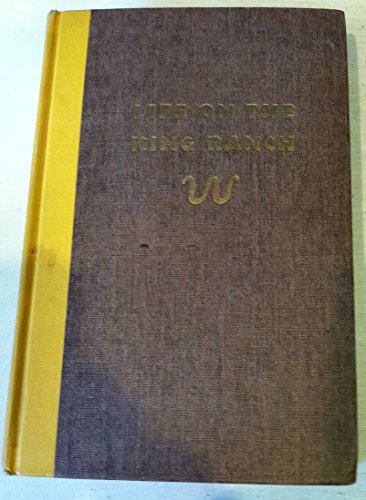 LIFE ON THE
KING RANCH